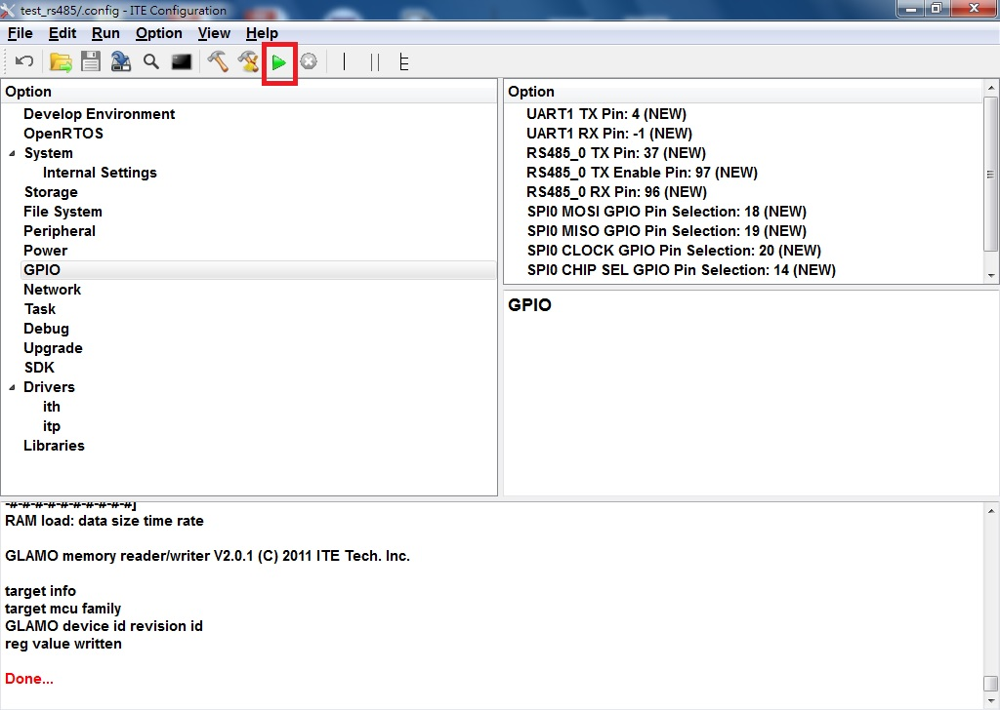 test_rs485/.config - ITE Configuration
File Edit Run Option View Help
Option
Develop Environment
OpenRTOS
System
Internal Settings
Storage
File System
Peripheral
Power
GPIO
Network
Task
Debug
Upgrade
SDK
Drivers
ith
itp
Libraries
Option
UART1 TX Pin: 4 (NEW)
UART1 RX Pin: -1 (NEW)
RS485_0 TX Pin: 37 (NEW)
RS485_0 TX Enable Pin: 97 (NEW)
RS485_0 RX Pin: 96 (NEW)
SPI0 MOSI GPIO Pin Selection: 18 (NEW)
SPI0 MISO GPIO Pin Selection: 19 (NEW)
SPI0 CLOCK GPIO Pin Selection: 20 (NEW)
SPI0 CHIP SEL GPIO Pin Selection: 14 (NEW)
GPIO
-#-#-#-#-#-#-#-#-#-#]
RAM load: data size time rate
GLAMO memory reader/writer V2.0.1 (C) 2011 ITE Tech. Inc.
target info
target mcu family
GLAMO device id revision id
reg value written
Done...